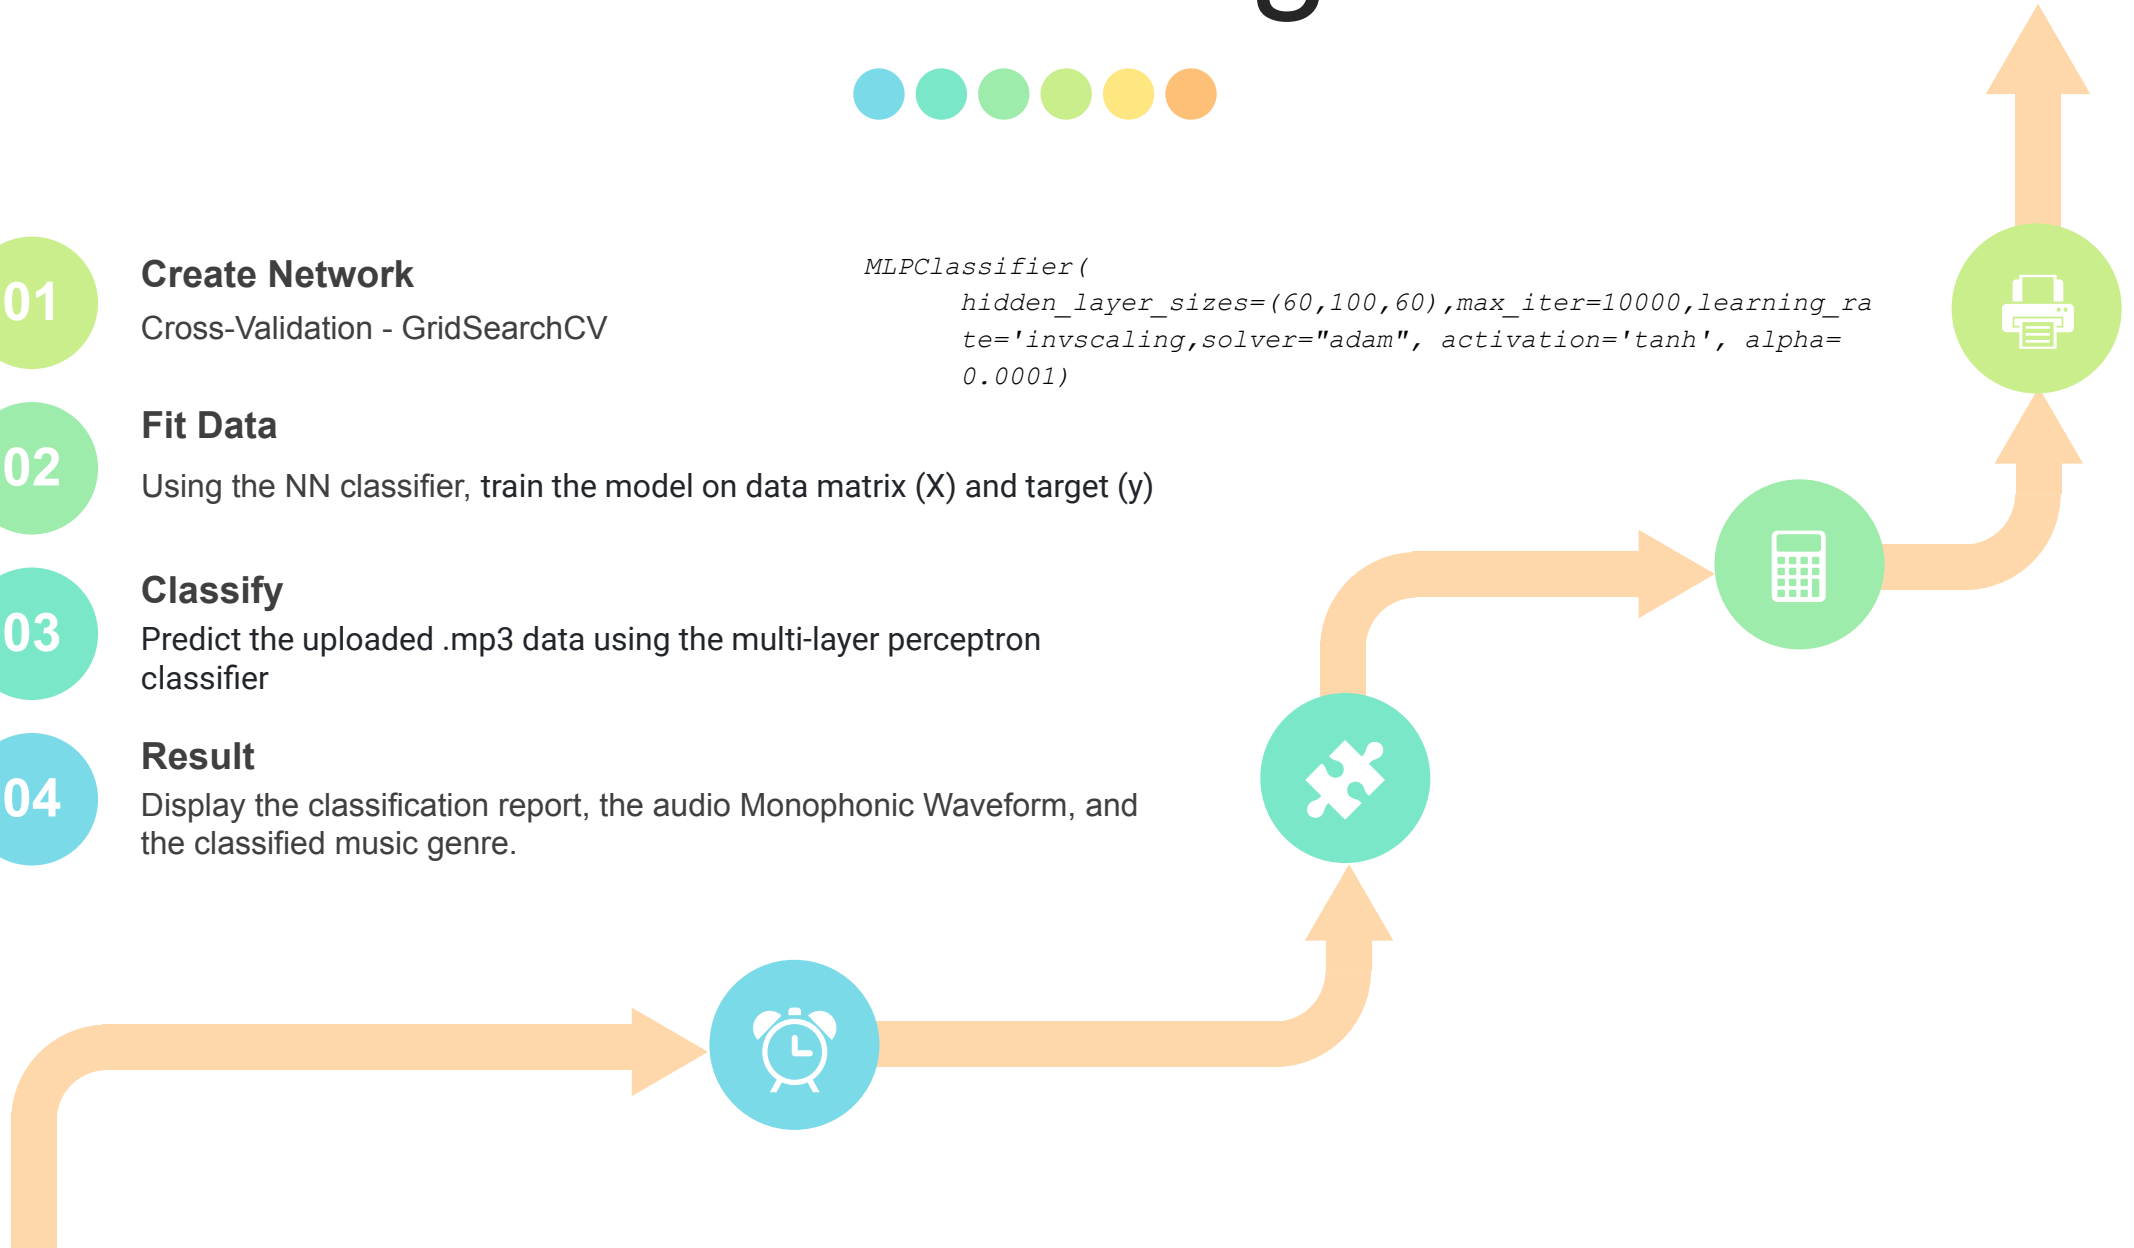 01
Create Network
Cross-Validation - GridSearchCV
MLPClassifier(
hidden_layer_sizes=(60,100,60),max_iter=10000,learning_ra
te='invscaling,solver="adam", activation='tanh', alpha=
0.0001)
02
Fit Data
Using the NN classifier, train the model on data matrix (X) and target (y)
03
Classify
Predict the uploaded .mp3 data using the multi-layer perceptron
classifier
04
Result
Display the classification report, the audio Monophonic Waveform, and
the classified music genre.